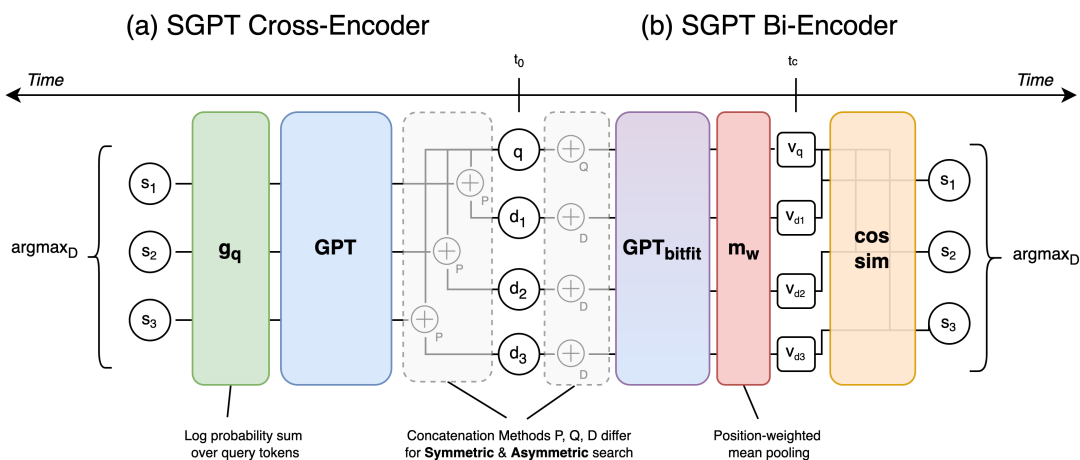 (a) SGPT Cross-Encoder
(b) SGPT Bi-Encoder
Time
t0
tc
Time
argmaxD
s1
s2
s3
gq
GPT
P
P
P
q
d1
d2
d3
Q
D
D
D
GPTbitfit
mw
vq
vd1
vd2
vd3
cos
sim
s1
s2
s3
argmaxD
Log probability sum
over query tokens
Concatenation Methods P, Q, D differ
for Symmetric & Asymmetric search
Position-weighted
mean pooling